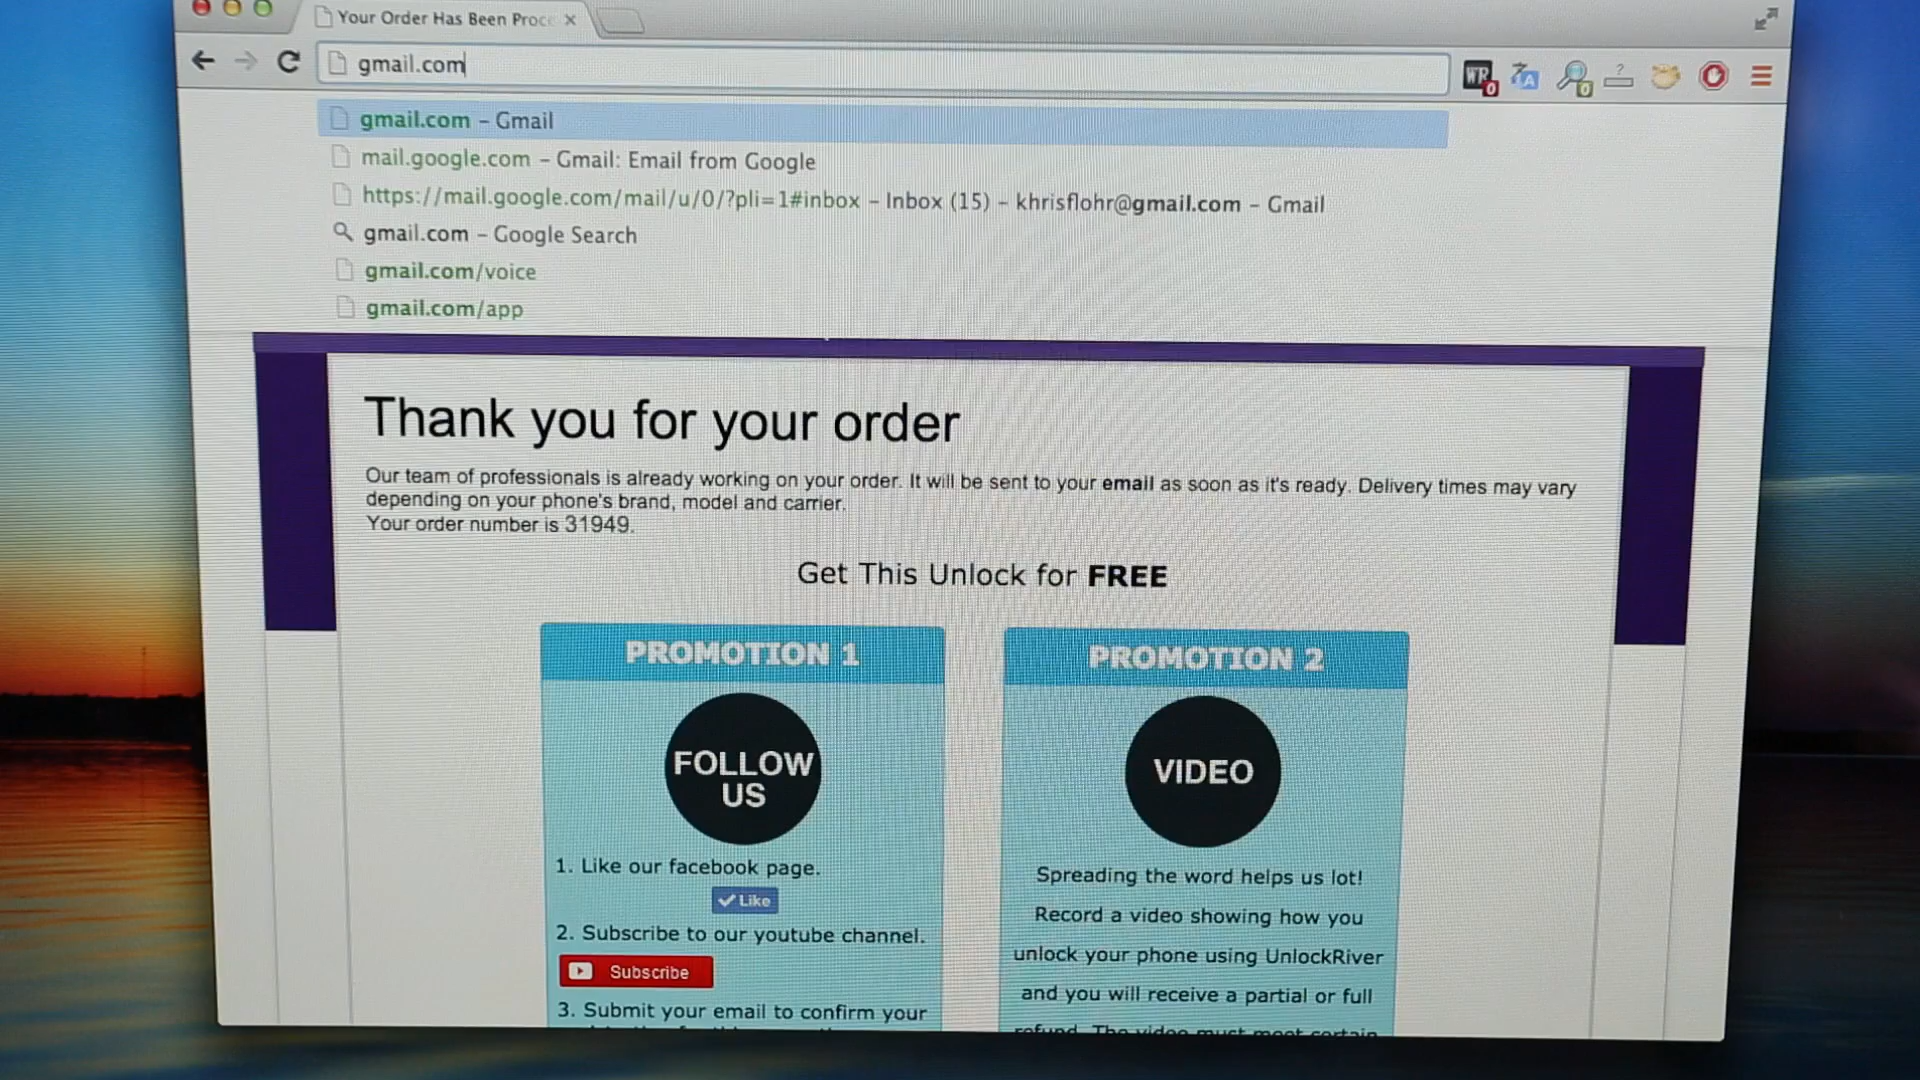 Your Order Has Been Proce
gmail.com
gmail.com – Gmail
mail.google.com – Gmail: Email from Google
https://mail.google.com/mail/u/0/?pli=1#inbox – Inbox (15) – khrisflohr@gmail.com – Gmail
gmail.com – Google Search
gmail.com/voice
gmail.com/app
Thank you for your order
Our team of professionals is already working on your order. It will be sent to your email as soon as it's ready. Delivery times may vary
depending on your phone's brand, model and carrier.
Your order number is 31949.
Get This Unlock for FREE
PROMOTION 1
FOLLOW
US
1. Like our facebook page.
Like
2. Subscribe to our youtube channel.
Subscribe
3. Submit your email to confirm your
PROMOTION 2
VIDEO
Spreading the word helps us lot!
Record a video showing how you
unlock your phone using UnlockRiver
and you will receive a partial or full
refund. The video must meet certain